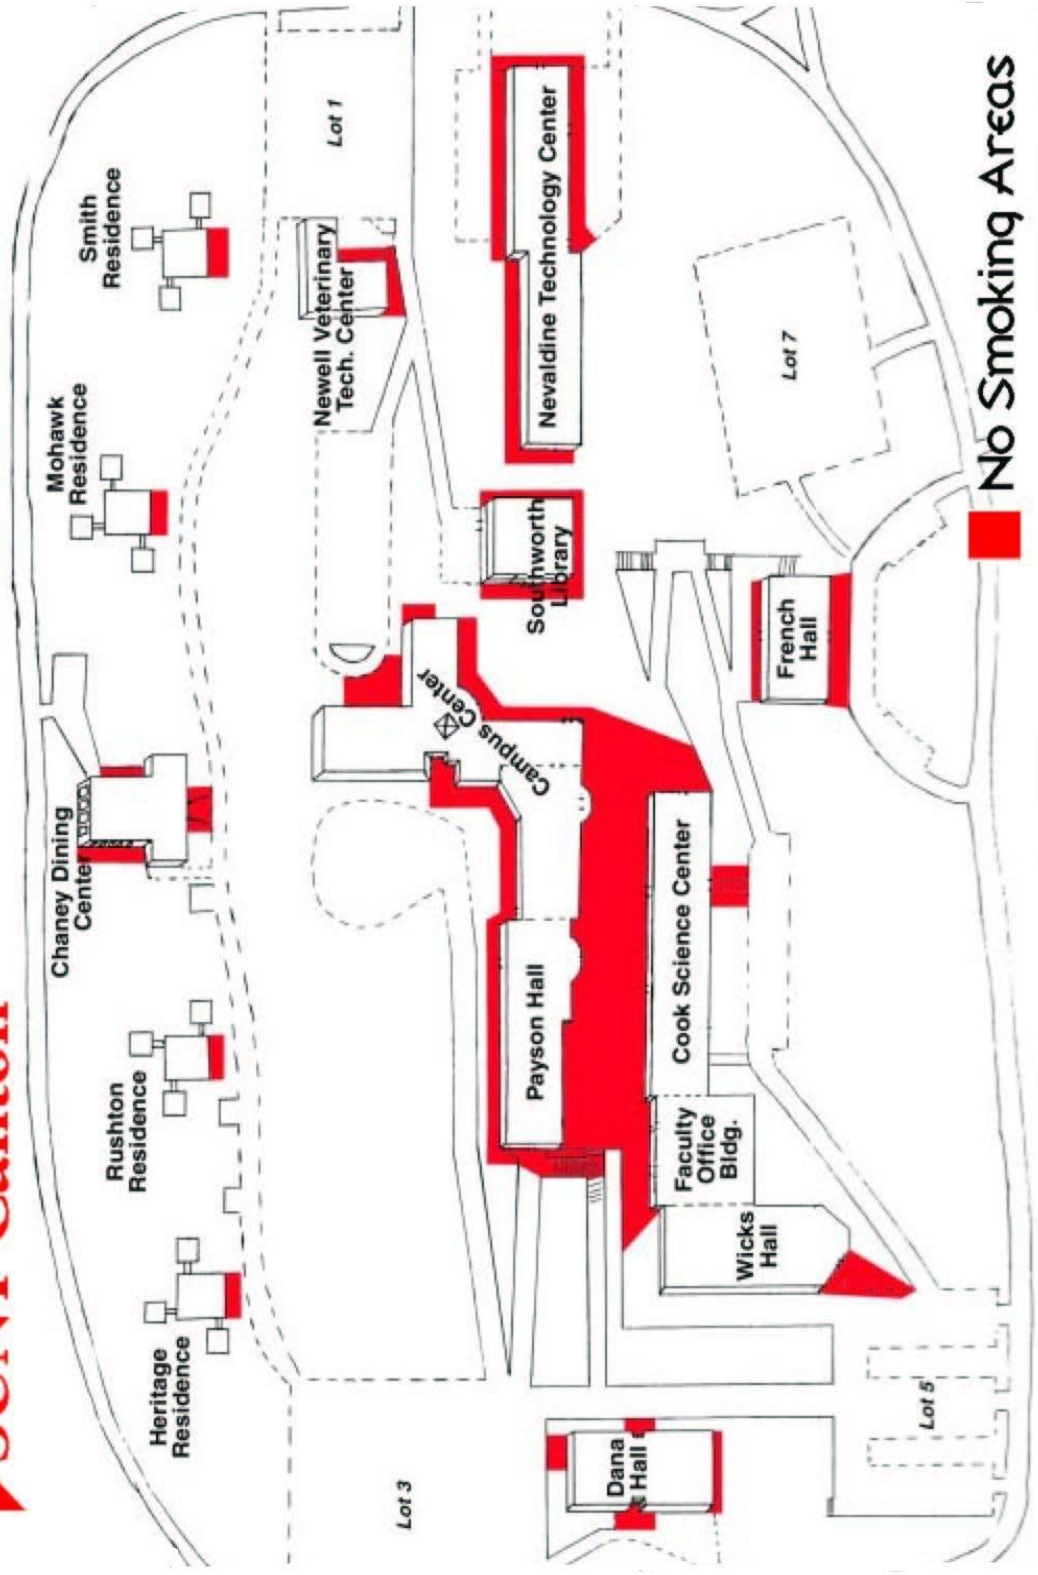 SUNY Canton
Heritage
Residence
Rushton
Residence
Chaney Dining
Center
Mohawk
Residence
Smith
Residence
Lot 1
Newell Veterinary
Tech. Center
Lot 3
Campus Center
Payson Hall
Southworth
Library
Nevaldine Technology Center
Dana
Hall
Wicks
Hall
Faculty
Office
Bldg.
Cook Science Center
French
Hall
Lot 7
Lot 5
No Smoking Areas